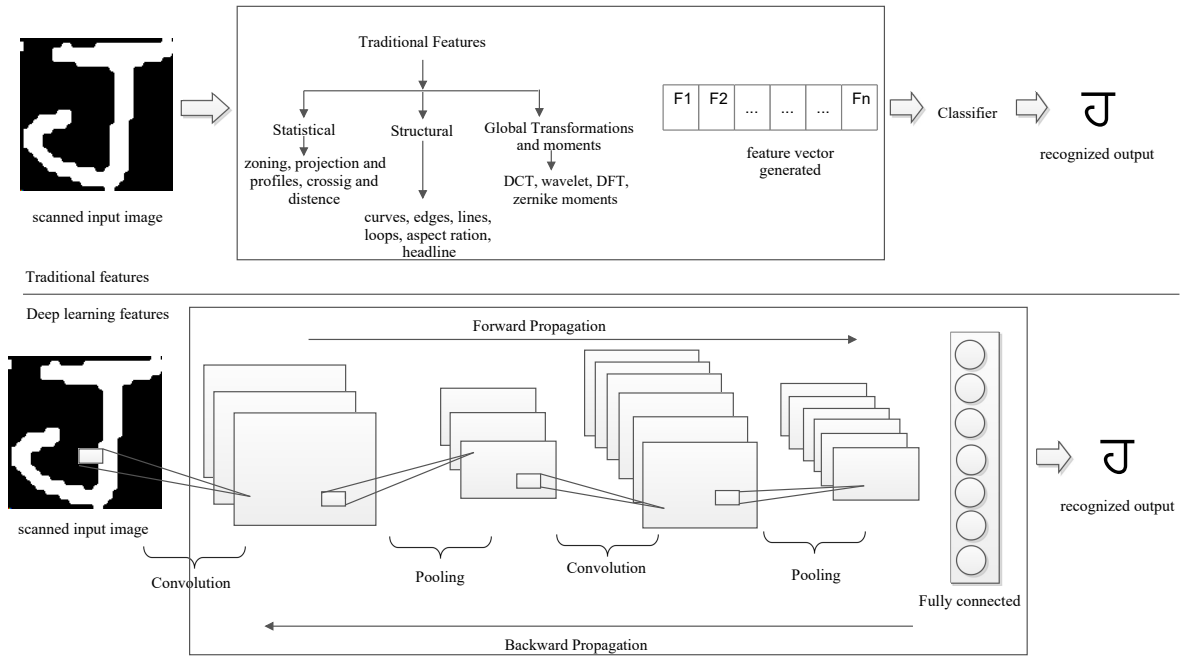 Traditional Features
Statistical
Structural
Global Transformations
and moments
zoning, projection and
profiles, crossig and
distence
curves, edges, lines,
loops, aspect ration,
headline
DCT, wavelet, DFT,
zernike moments
F1 F2 ... ... ... Fn
feature vector
generated
Classifier
ਹ
recognized output
scanned input image
Traditional features
Deep learning features
Forward Propagation
scanned input image
Convolution
Pooling
Convolution
Pooling
Fully connected
ਹ
recognized output
Backward Propagation